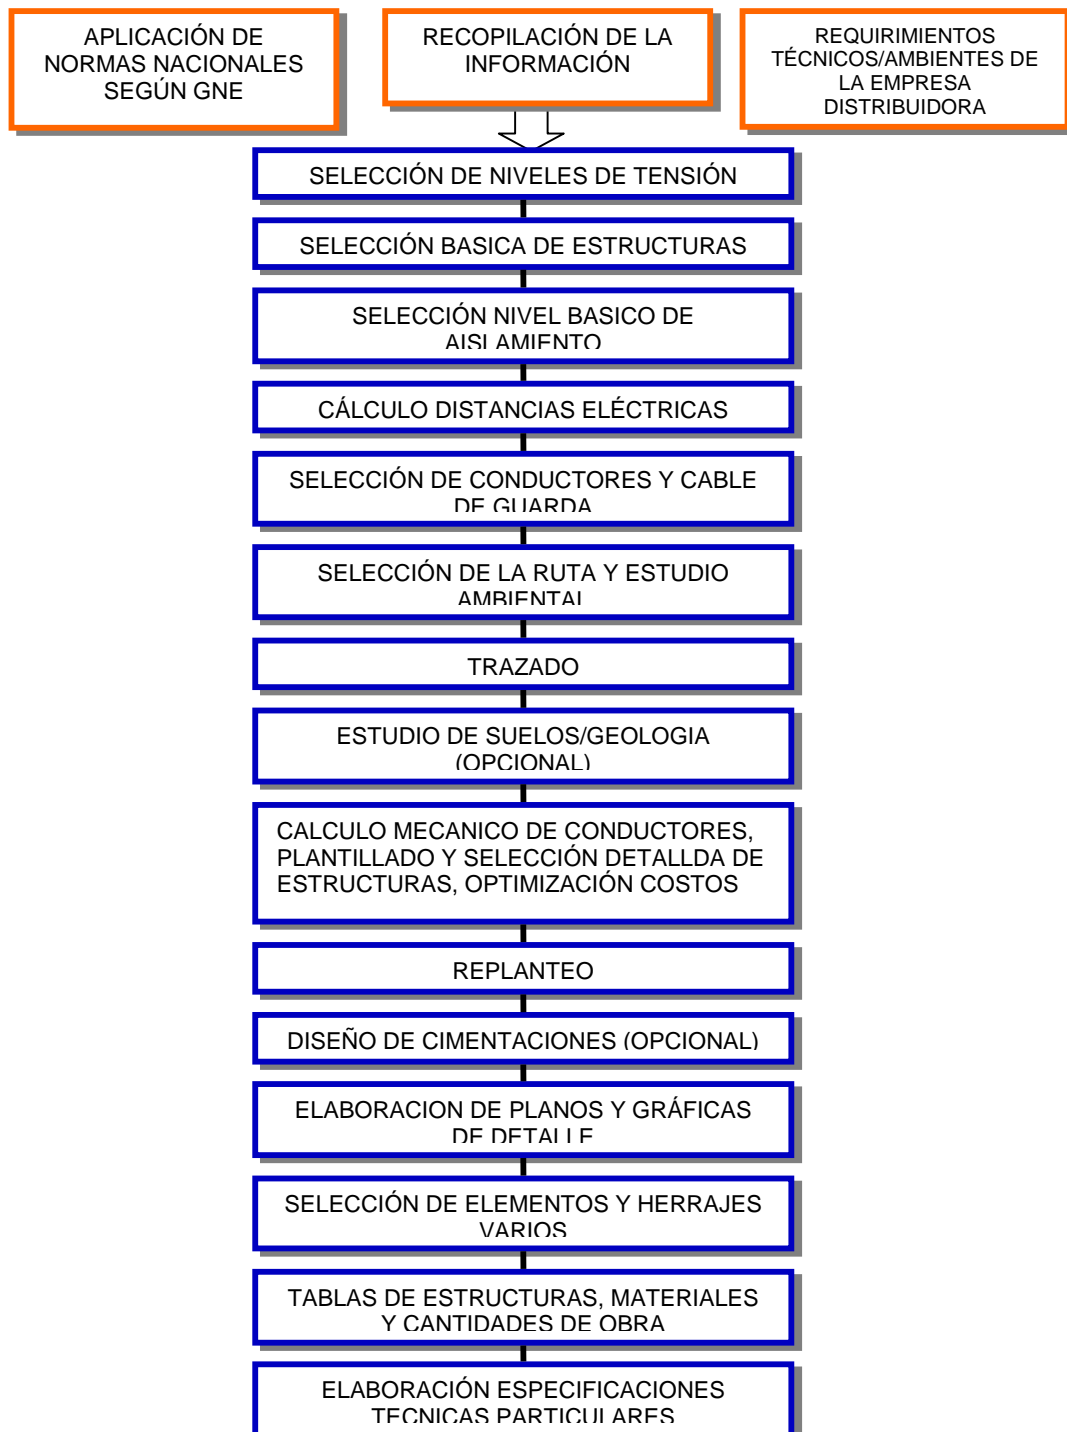 APLICACIÓN DE
NORMAS NACIONALES
SEGÚN GNE
RECOPILACIÓN DE LA
INFORMACIÓN
REQUIRIMIENTOS
TÉCNICOS/AMBIENTES DE
LA EMPRESA
DISTRIBUIDORA
SELECCIÓN DE NIVELES DE TENSIÓN
SELECCIÓN BASICA DE ESTRUCTURAS
SELECCIÓN NIVEL BASICO DE
AISLAMIENTO
CÁLCULO DISTANCIAS ELÉCTRICAS
SELECCIÓN DE CONDUCTORES Y CABLE
DE GUARDA
SELECCIÓN DE LA RUTA Y ESTUDIO
AMBIENTAL
TRAZADO
ESTUDIO DE SUELOS/GEOLOGIA
(OPCIONAL)
CALCULO MECANICO DE CONDUCTORES,
PLANTILLADO Y SELECCIÓN DETALLDA DE
ESTRUCTURAS, OPTIMIZACIÓN COSTOS
REPLANTEO
DISEÑO DE CIMENTACIONES (OPCIONAL)
ELABORACION DE PLANOS Y GRÁFICAS
DE DETALLE
SELECCIÓN DE ELEMENTOS Y HERRAJES
VARIOS
TABLAS DE ESTRUCTURAS, MATERIALES
Y CANTIDADES DE OBRA
ELABORACIÓN ESPECIFICACIONES
TECNICAS PARTICULARES